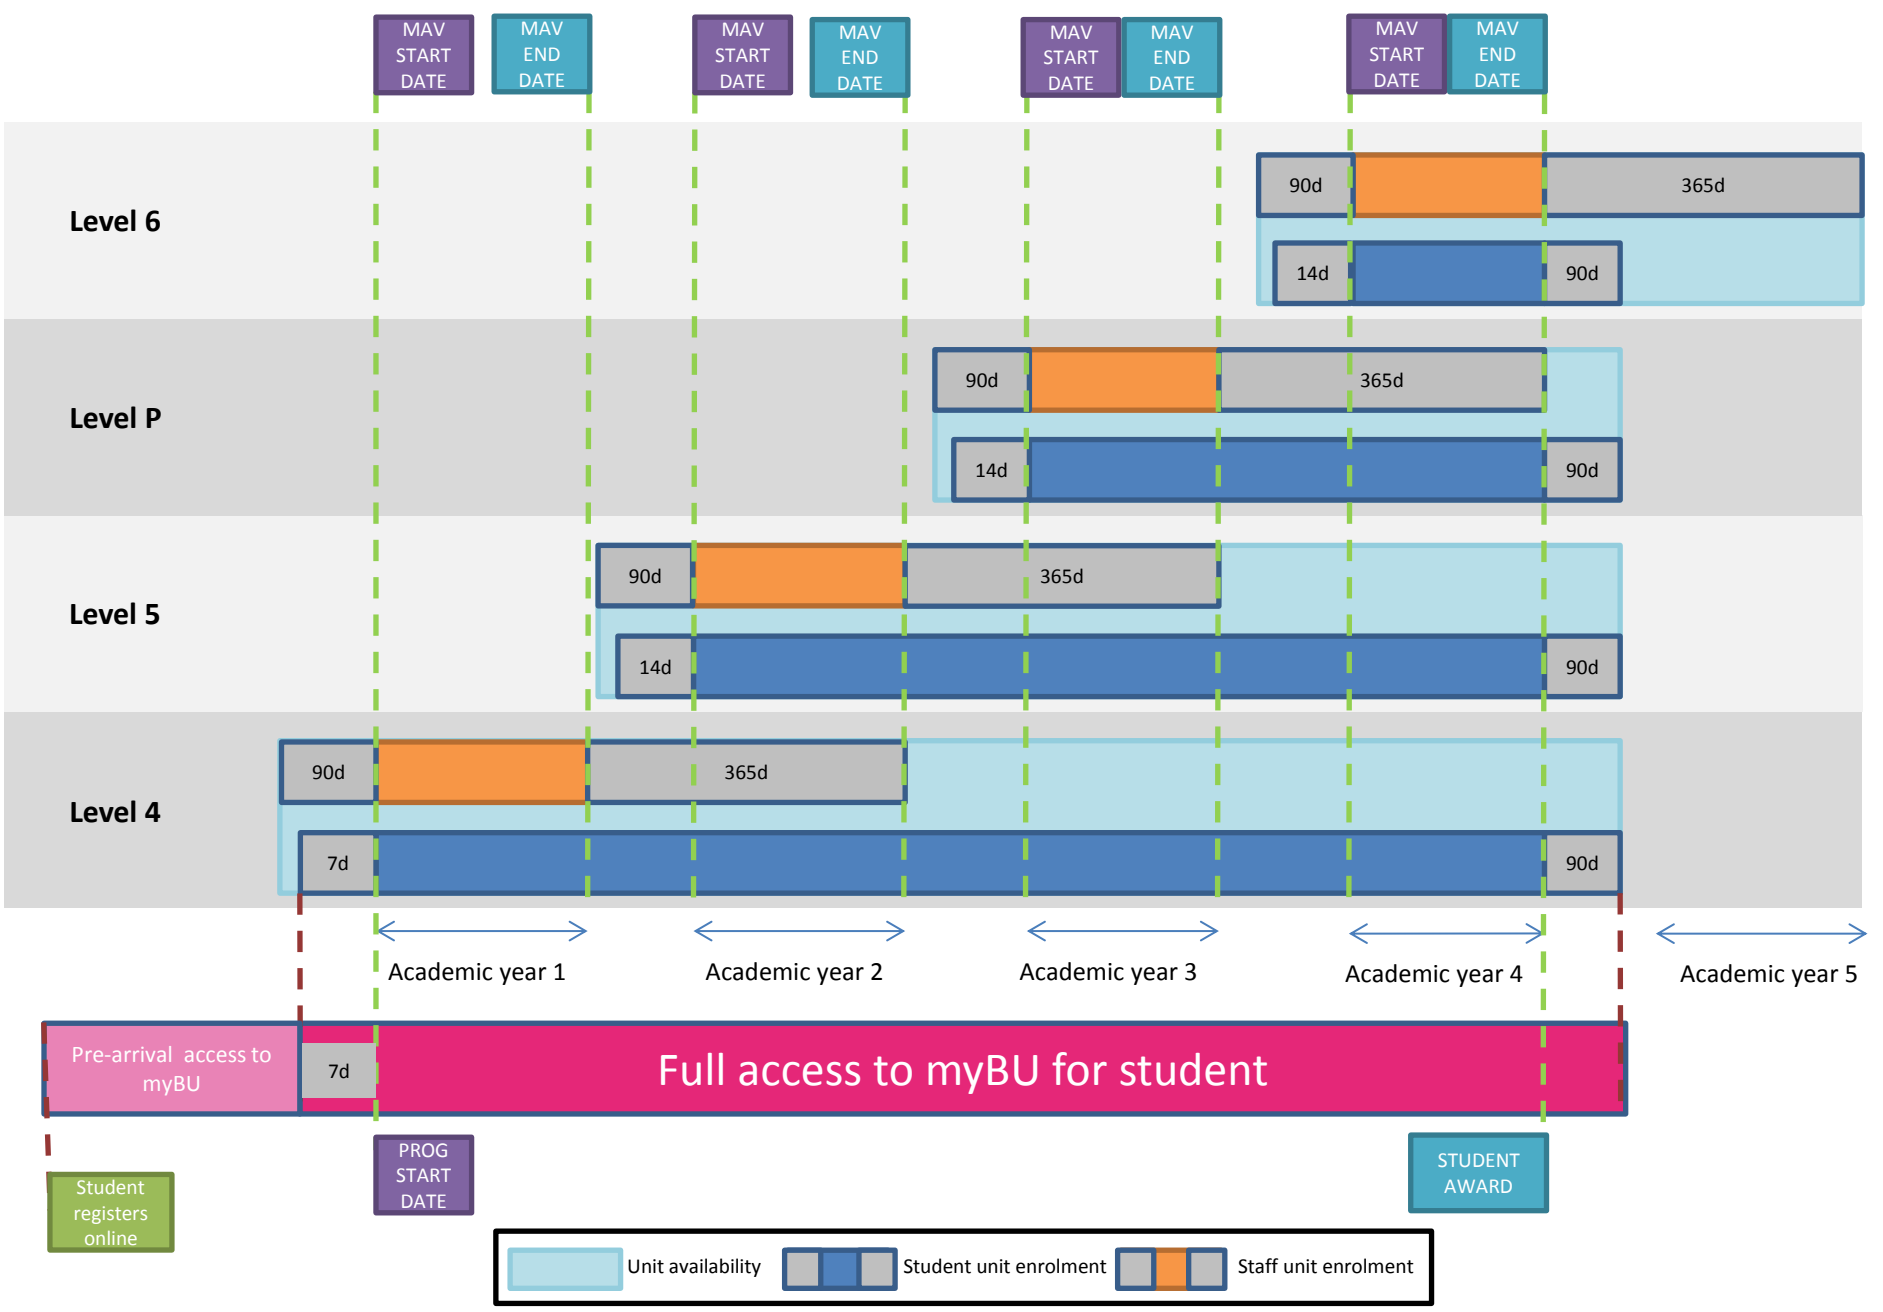 MAV
START
DATE
MAV
END
DATE
MAV
START
DATE
MAV
END
DATE
MAV
START
DATE
MAV
END
DATE
MAV
START
DATE
MAV
END
DATE
Level 6
90d
365d
14d
90d
Level P
90d
365d
14d
90d
Level 5
90d
365d
14d
90d
Level 4
90d
365d
7d
90d
Academic year 1
Academic year 2
Academic year 3
Academic year 4
Academic year 5
Pre-arrival access to
myBU
7d
Full access to myBU for student
PROG
START
DATE
STUDENT
AWARD
Student
registers
online
Unit availability
Student unit enrolment
Staff unit enrolment